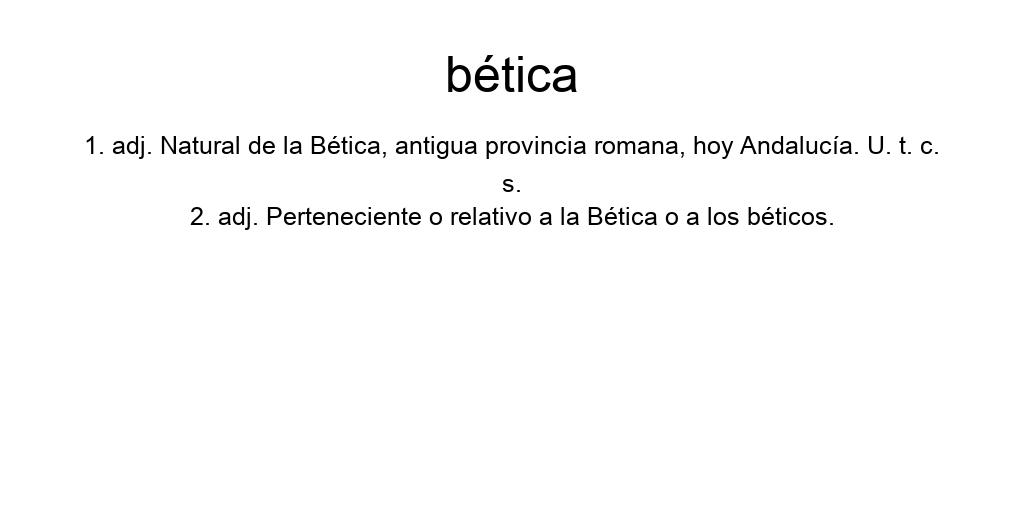 bética
1. adj. Natural de la Bética, antigua provincia romana, hoy Andalucía. U. t. c.
s.
2. adj. Perteneciente o relativo a la Bética o a los béticos.